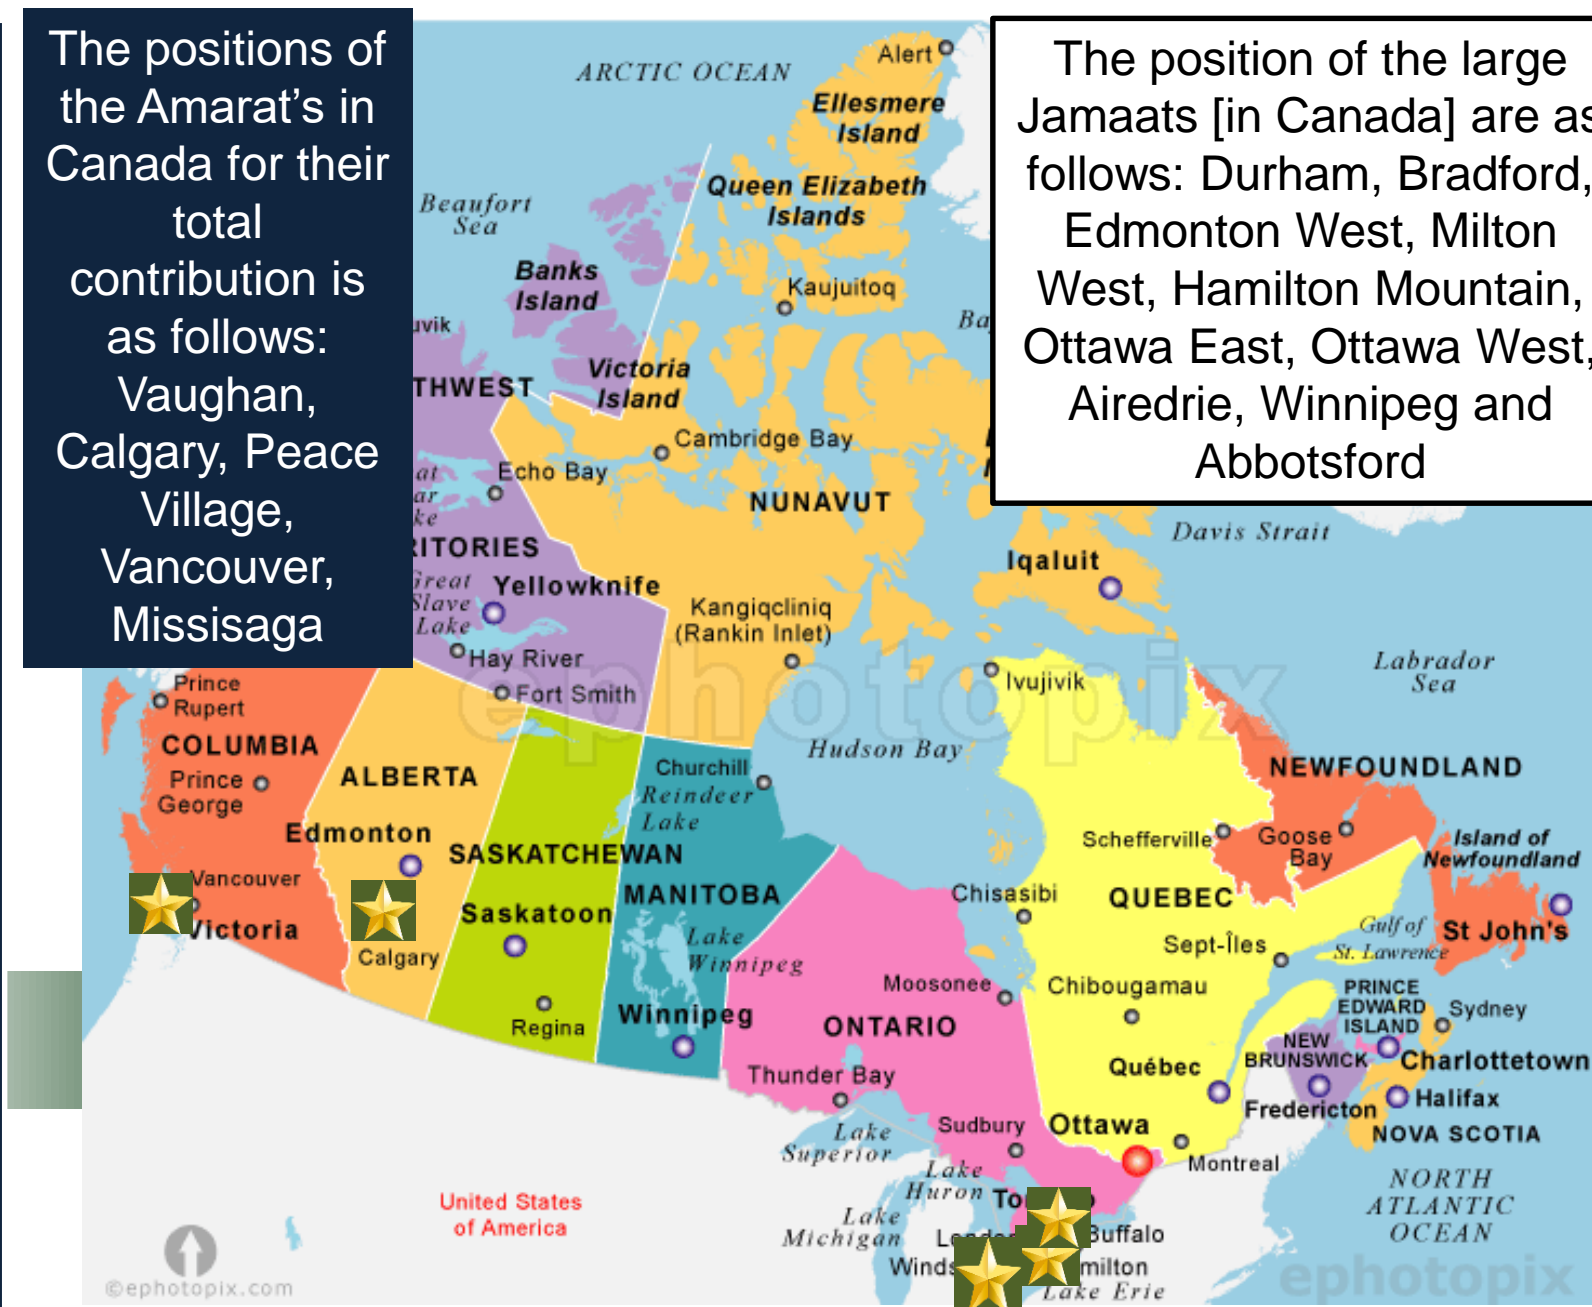 The positions of
the Amarat's in
Canada for their
total
contribution is
as follows:
Vaughan,
Calgary, Peace
Village,
Vancouver,
Missisaga
The position of the large
Jamaats [in Canada] are as
follows: Durham, Bradford,
Edmonton West, Milton
West, Hamilton Mountain,
Ottawa East, Ottawa West,
Airedrie, Winnipeg and
Abbotsford
ARCTIC OCEAN
Alert
Ellesmere
Island
Queen Elizabeth
Islands
Beaufort
Sea
Banks
Island
Kaujuitoq
Victoria
Island
Cambridge Bay
Echo Bay
NUNAVUT
Davis Strait
Iqaluit
Great
Slave
Lake
Yellowknife
Kangiqcliniq
(Rankin Inlet)
Hay River
Fort Smith
Ivujivik
Labrador
Sea
ephotopix
Prince
Rupert
COLUMBIA
Prince
George
ALBERTA
Edmonton
Hudson Bay
Churchill
Reindeer
Lake
NEWFOUNDLAND
Schefferville
Goose
Bay
Island of
Newfoundland
SASKATCHEWAN
MANITOBA
Vancouver
Victoria
Calgary
Saskatoon
Lake
Winnipeg
Chisasibi
QUEBEC
Sept-Îles
Gulf of
St. Lawrence
St John's
Moosonee
Chibougamau
Regina
Winnipeg
ONTARIO
PRINCE
EDWARD
ISLAND
Sydney
NEW
BRUNSWICK
Charlottetown
Thunder Bay
Québec
Fredericton
Halifax
NOVA SCOTIA
Lake
Superior
Sudbury
Ottawa
Montreal
Lake
Huron
NORTH
ATLANTIC
OCEAN
United States
of America
Lake
Michigan
Buffalo
Lake Erie
©ephotopix.com
ephotopix